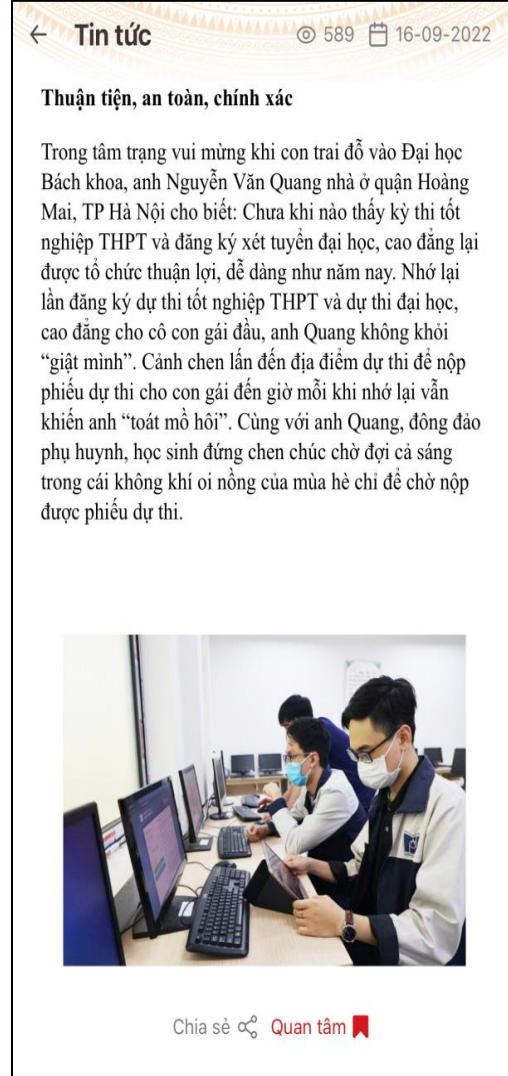 Tin tức
589
16-09-2022
Thuận tiện, an toàn, chính xác
Trong tâm trạng vui mừng khi con trai đỗ vào Đại học
Bách khoa, anh Nguyễn Văn Quang nhà ở quận Hoàng
Mai, TP Hà Nội cho biết: Chưa khi nào thấy kỳ thi tốt
nghiệp THPT và đăng ký xét tuyển đại học, cao đẳng lại
được tổ chức thuận lợi, dễ dàng như năm nay. Nhớ lại
lần đăng ký dự thi tốt nghiệp THPT và dự thi đại học,
cao đẳng cho cô con gái đầu, anh Quang không khỏi
“giật mình”. Cảnh chen lấn đến địa điểm dự thi để nộp
phiếu dự thi cho con gái đến giờ mỗi khi nhớ lại vẫn
khiến anh “toát mồ hôi”. Cùng với anh Quang, đông đảo
phụ huynh, học sinh đứng chen chúc chờ đợi cả sáng
trong cái không khí oi nồng của mùa hè chỉ để chờ nộp
được phiếu dự thi.
Chia sẻ
Quan tâm